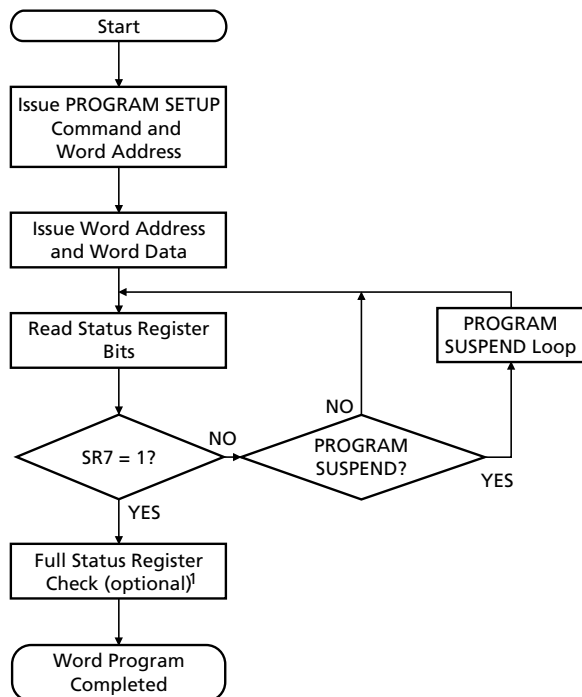 Start
Issue PROGRAM SETUP
Command and
Word Address
Issue Word Address
and Word Data
Read Status Register
Bits
PROGRAM
SUSPEND Loop
NO
SR7 = 1?
NO
PROGRAM
SUSPEND?
YES
YES
Full Status Register
Check (optional)1
Word Program
Completed